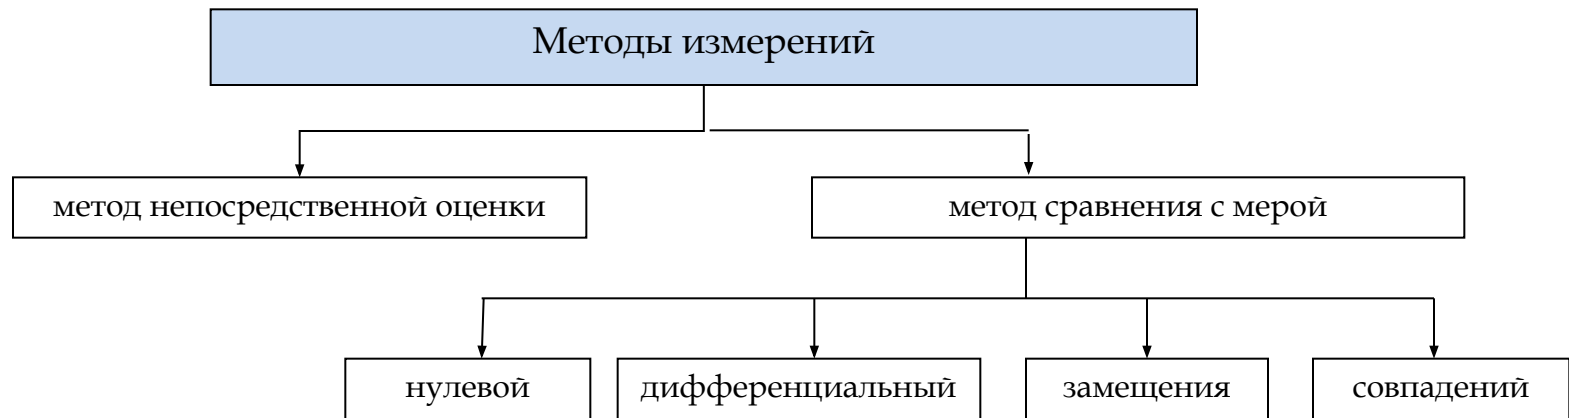 Методы измерений
метод непосредственной оценки
метод сравнения с мерой
нулевой
дифференциальный
замещения
совпадений